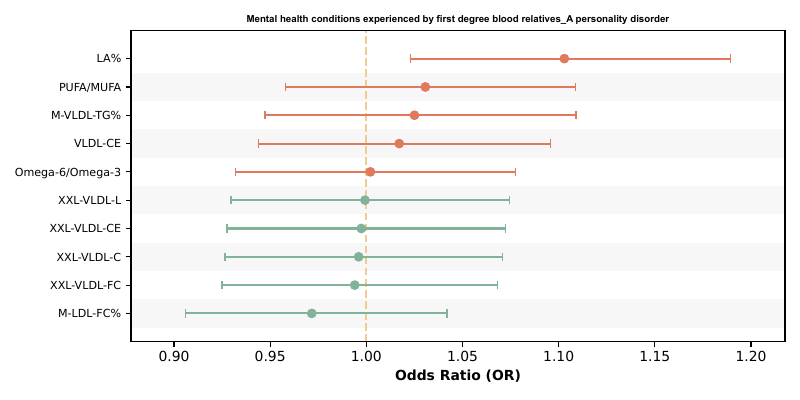 Mental health conditions experienced by first degree blood relatives_A personality disorder
LA%
PUFA/MUFA
M-VLDL-TG%
VLDL-CE
Omega-6/Omega-3
XXL-VLDL-L
XXL-VLDL-CE
XXL-VLDL-C
XXL-VLDL-FC
M-LDL-FC%
0.90 0.95 1.00 1.05 1.10 1.15 1.20
Odds Ratio (OR)